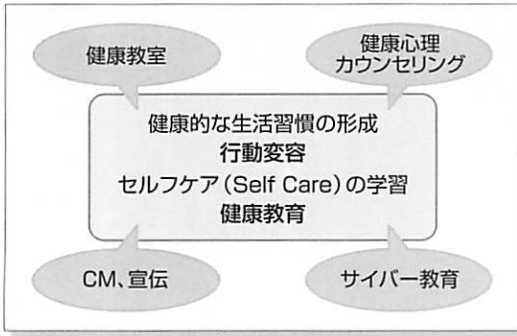 健康教室
健康心理
カウンセリング
健康的な生活習慣の形成
行動変容
セルフケア（Self Care）の学習
健康教育
CM、宣伝
サイバー教育